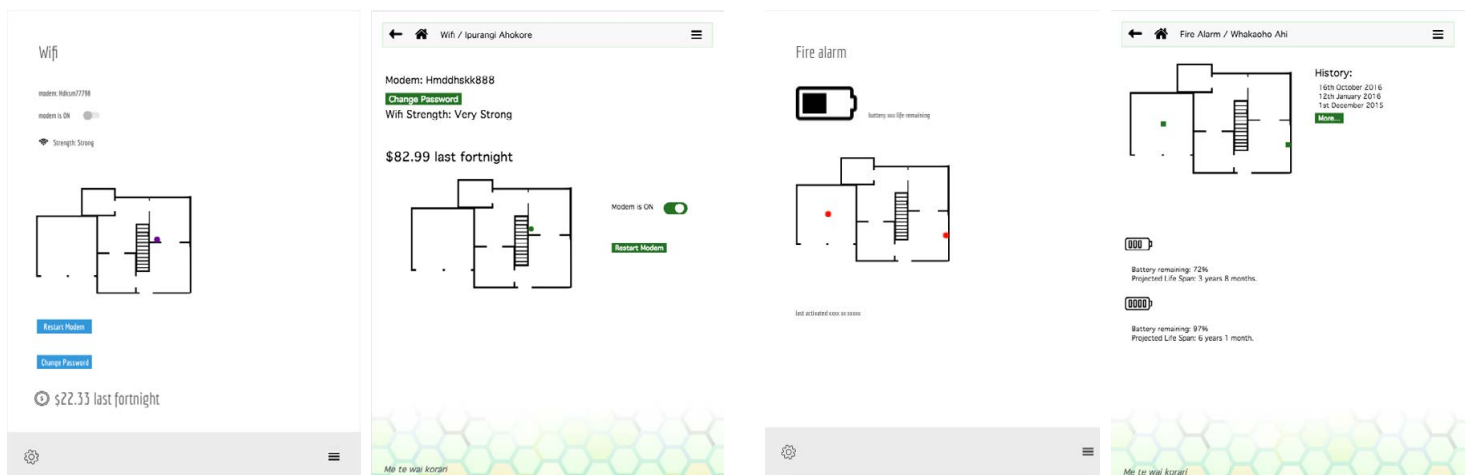 Wifi
modem: Hdhsm77798
modem is ON
Strength: Strong
Restart Modem
Change Password
$22.33 last fortnight
Wifi / Ipurangi Ahokore
Modem: Hmddhskk888
Change Password
Wifi Strength: Very Strong
$82.99 last fortnight
Modem is ON
Restart Modem
Me te wai korari
Fire alarm
battery xxx life remaining
last activated xxxx xx xxxxx
Fire Alarm / Whakaoho Ahi
History:
16th October 2016
12th January 2016
1st December 2015
More...
Battery remaining: 72%
Projected Life Span: 3 years 8 months.
Battery remaining: 97%
Projected Life Span: 6 years 1 month.
Me te wai korari